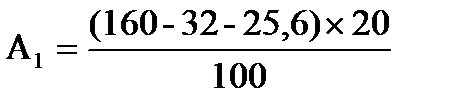 A₁ = (160 - 32 - 25,6) × 20 / 100